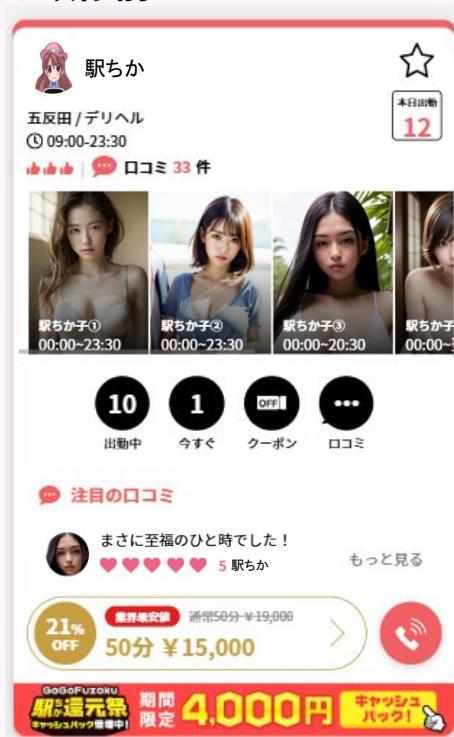 駅ちか
本日出勤
12
五反田 / デリヘル
09:00-23:30
口コミ 33 件
駅ちか子①
00:00~23:30
駅ちか子②
00:00~23:30
駅ちか子③
00:00~20:30
駅ちか子
00:00~
10
出勤中
1
今すぐ
OFF
クーポン
口コミ
注目の口コミ
まさに至福のひと時でした！
5 駅ちか
もっと見る
21%
OFF
業界最安値 通常50分 ¥19,000
50分 ¥15,000
GoGoFuzoku
駅ちか還元祭
キャッシュバック開催中!
期間
限定
4,000円
キャッシュ
バック!